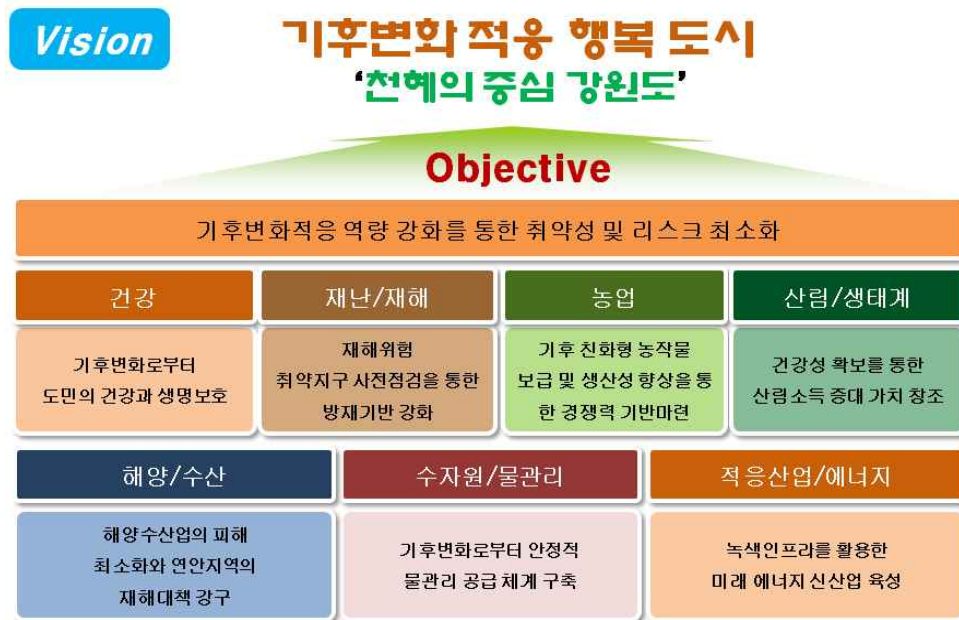 Vision
기후변화 적응 행복 도시
‘천혜의 중심 강원도’
Objective
기후변화적응 역량 강화를 통한 취약성 및 리스크 최소화
건강
기후변화로부터
도민의 건강과 생명보호
재난/재해
재해위험
취약지구 사전점검을 통한
방재기반 강화
농업
기후 친화형 농작물
보급 및 생산성 향상을 통
한 경쟁력 기반마련
산림/생태계
건강성 확보를 통한
산림소득 증대 가치 창조
해양/수산
해양수산업의 피해
최소화와 연안지역의
재해대책 강구
수자원/물관리
기후변화로부터 안정적
물관리 공급 체계 구축
적응산업/에너지
녹색인프라를 활용한
미래 에너지 신산업 육성